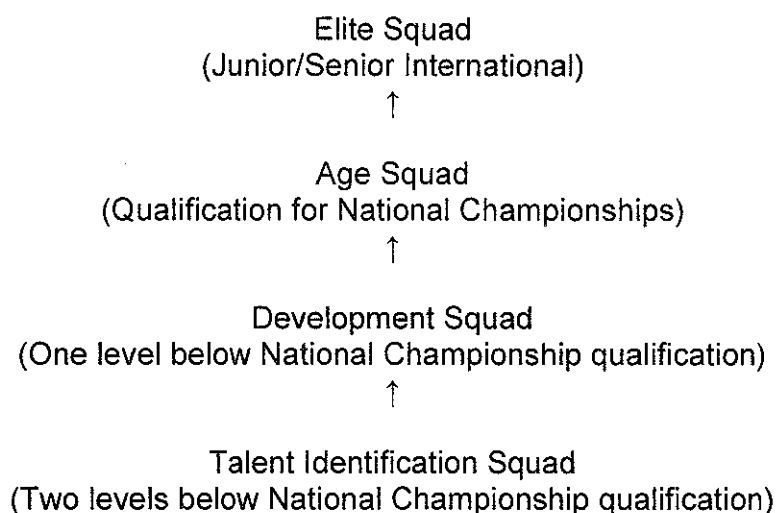 Elite Squad
(Junior/Senior International)
↑
Age Squad
(Qualification for National Championships)
↑
Development Squad
(One level below National Championship qualification)
↑
Talent Identification Squad
(Two levels below National Championship qualification)